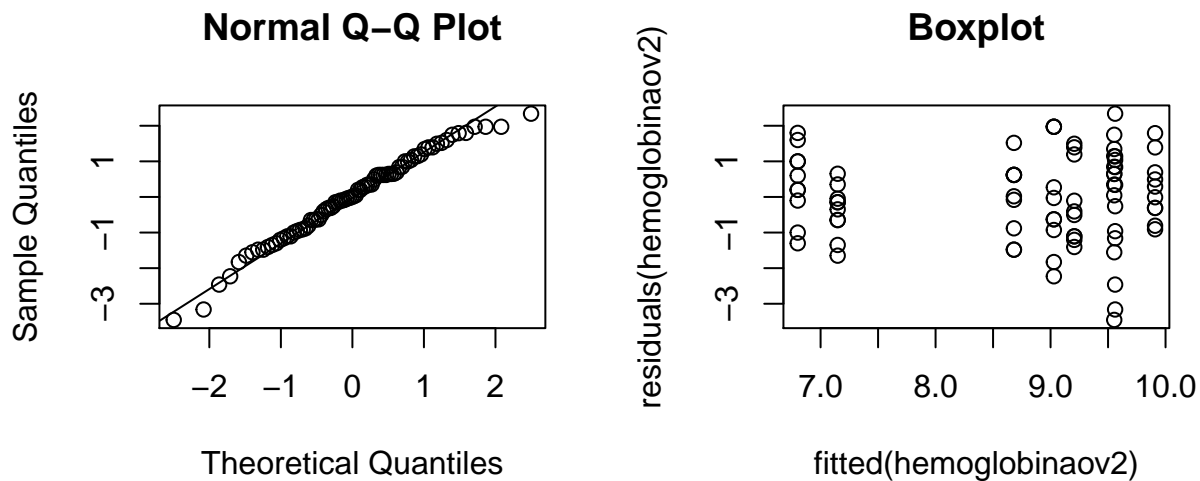 Normal Q−Q Plot
Sample Quantiles
1
−1
−3
−2
−1
0
1
2
Theoretical Quantiles
Boxplot
residuals(hemoglobinaov2)
1
−1
−3
7.0
8.0
9.0
10.0
fitted(hemoglobinaov2)